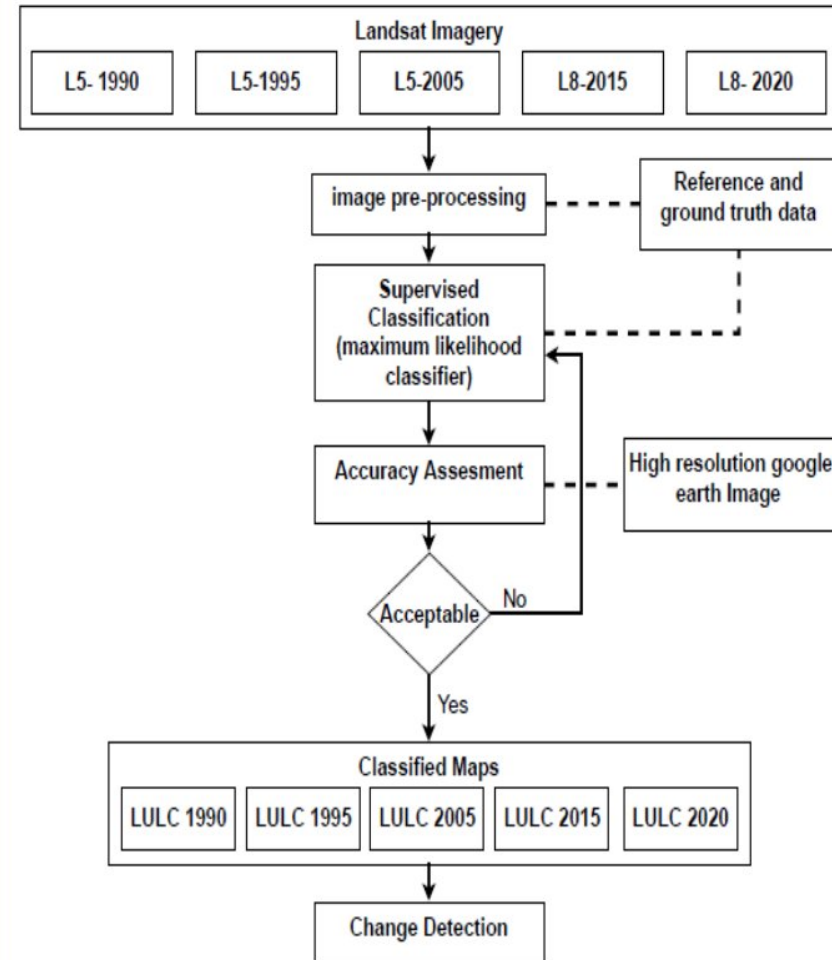 Landsat Imagery
L5- 1990
L5-1995
L5-2005
L8-2015
L8- 2020
image pre-processing
Reference and
ground truth data
Supervised
Classification
(maximum likelihood
classifier)
Accuracy Assesment
High resolution google
earth Image
Acceptable
No
Yes
Classified Maps
LULC 1990
LULC 1995
LULC 2005
LULC 2015
LULC 2020
Change Detection